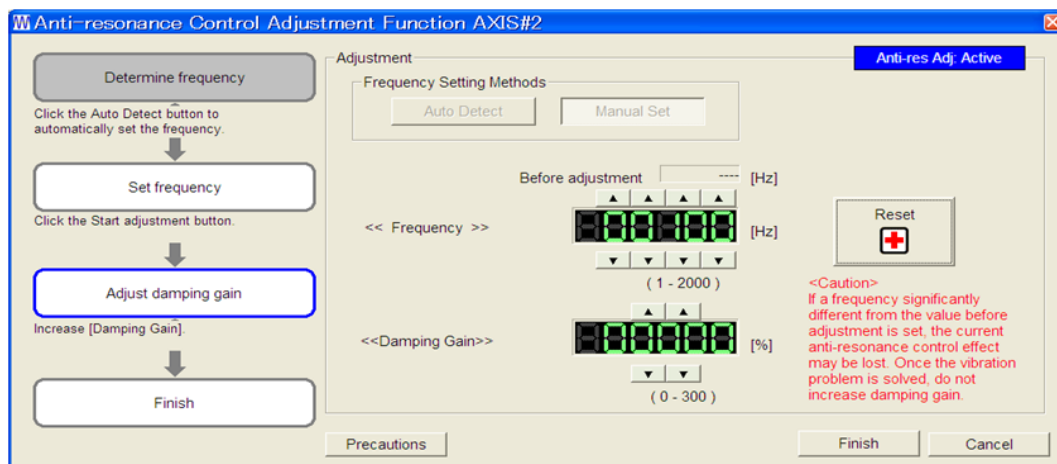 Anti-resonance Control Adjustment Function AXIS#2
Determine frequency
Click the Auto Detect button to
automatically set the frequency.
Set frequency
Click the Start adjustment button.
Adjust damping gain
Increase [Damping Gain].
Finish
Adjustment
Anti-res Adj: Active
Frequency Setting Methods
Auto Detect
Manual Set
Before adjustment ---- [Hz]
<< Frequency >> 00100 [Hz]
( 1 - 2000 )
<<Damping Gain>> 00001 [%]
( 0 - 300 )
Reset
<Caution>
If a frequency significantly
different from the value before
adjustment is set, the current
anti-resonance control effect
may be lost. Once the vibration
problem is solved, do not
increase damping gain.
Precautions
Finish
Cancel